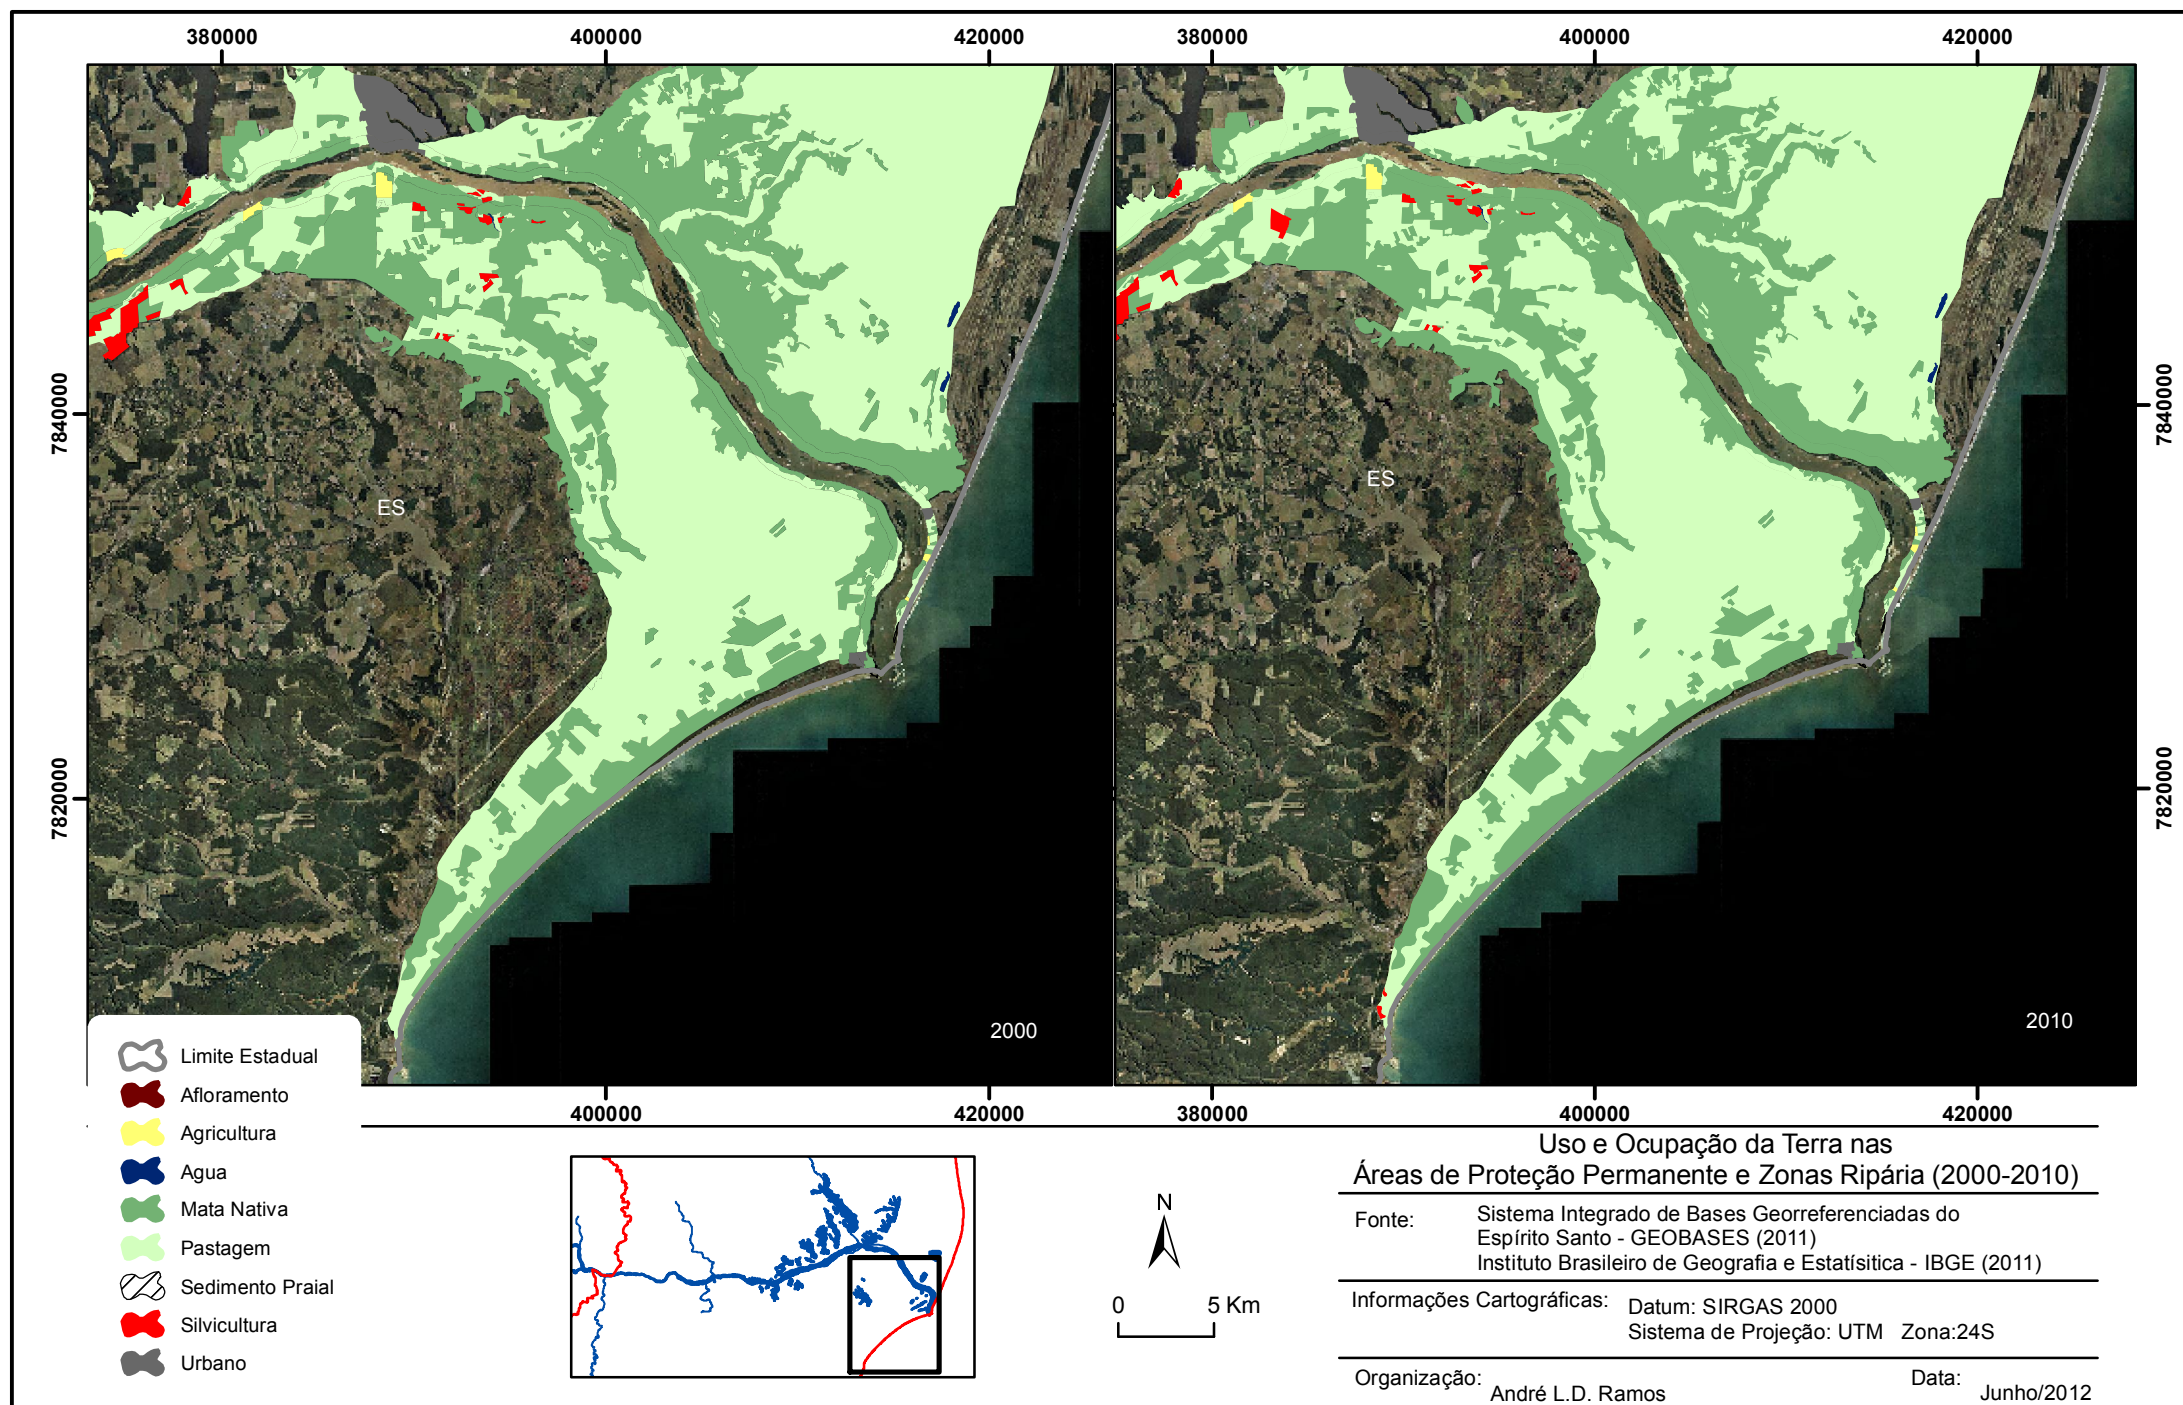 380000
400000
420000
380000
400000
420000
7840000
7820000
ES
2000
ES
2010
7840000
7820000
400000
420000
380000
400000
420000
Limite Estadual
Afloramento
Agricultura
Agua
Mata Nativa
Pastagem
Sedimento Praial
Silvicultura
Urbano
N
0 5 Km
Uso e Ocupação da Terra nas
Áreas de Proteção Permanente e Zonas Ripária (2000-2010)
Fonte: Sistema Integrado de Bases Georreferenciadas do
Espírito Santo - GEOBASES (2011)
Instituto Brasileiro de Geografia e Estatísitica - IBGE (2011)
Informações Cartográficas: Datum: SIRGAS 2000
Sistema de Projeção: UTM Zona:24S
Organização: André L.D. Ramos
Data: Junho/2012